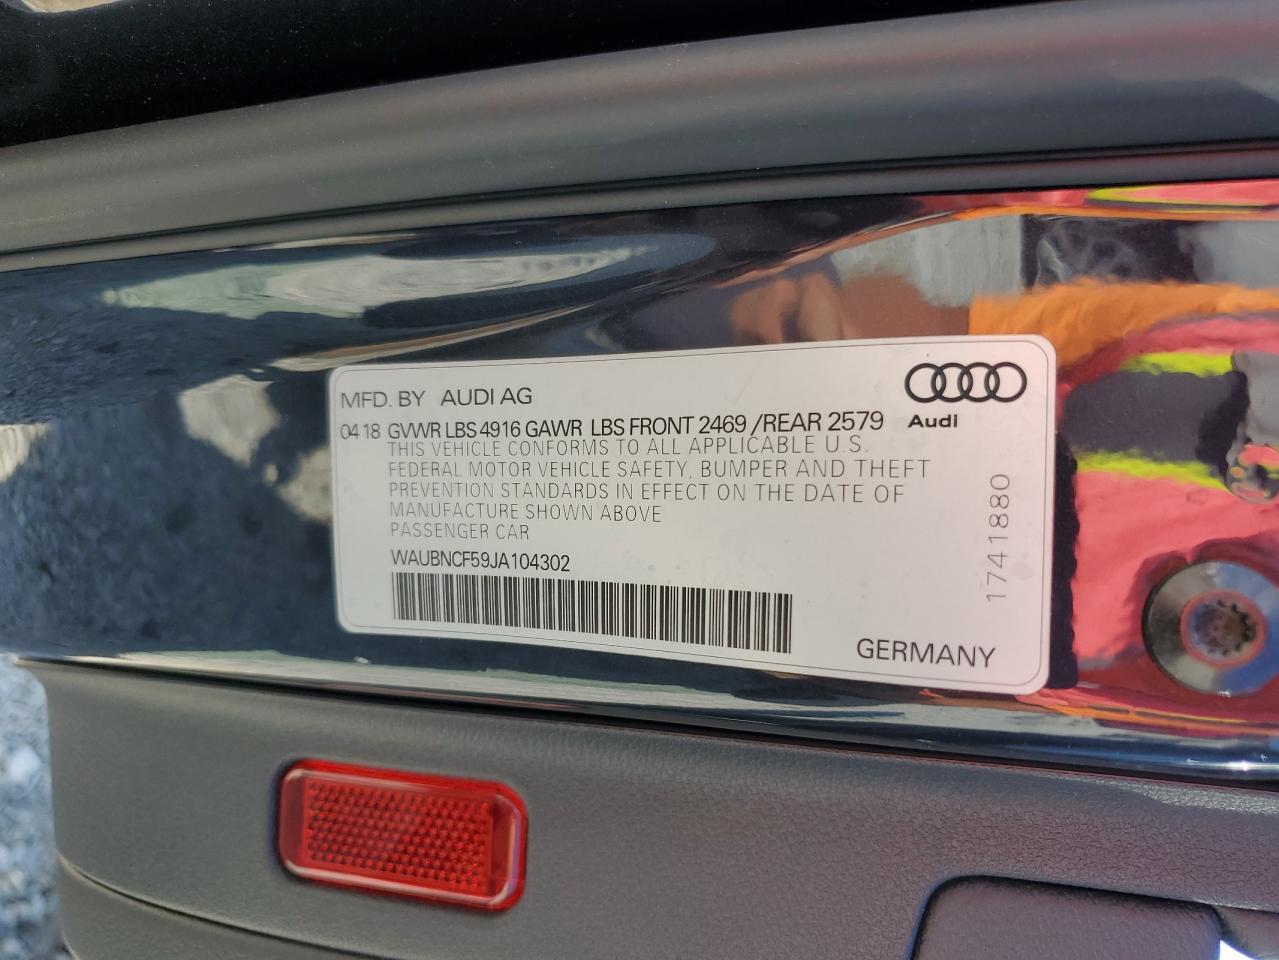 MFD. BY AUDI AG
Audi
04 18 GVWR LBS 4916 GAWR LBS FRONT 2469 /REAR 2579
THIS VEHICLE CONFORMS TO ALL APPLICABLE U.S.
FEDERAL MOTOR VEHICLE SAFETY, BUMPER AND THEFT
PREVENTION STANDARDS IN EFFECT ON THE DATE OF
MANUFACTURE SHOWN ABOVE
PASSENGER CAR
WAUBNCF59JA104302
1741880
GERMANY